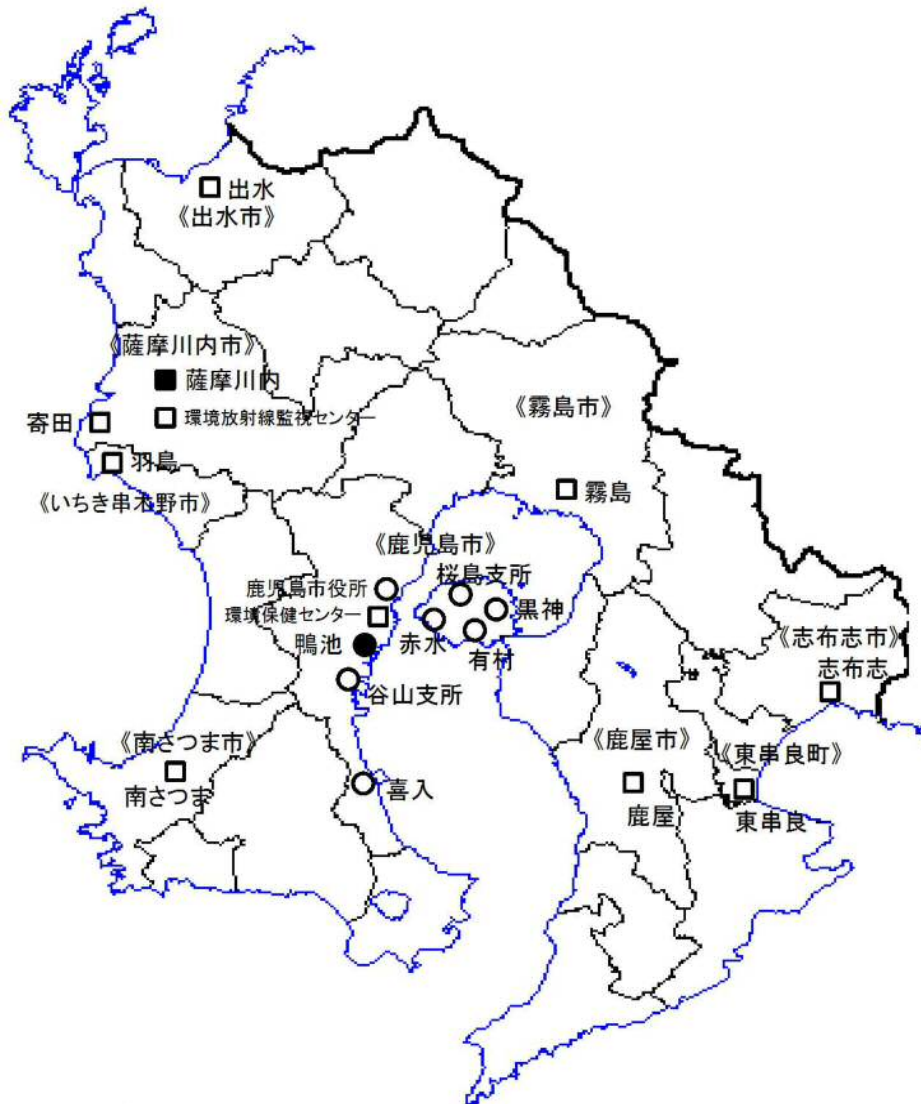 出水
《出水市》
《薩摩川内市》
薩摩川内
環境放射線監視センター
寄田
羽島
《いちき串木野市》
《霧島市》
霧島
《鹿児島市》
桜島支所
鹿児島市役所
環境保健センター
黒神
鴨池
赤水
有村
谷山支所
《志布志市》
志布志
《南さつま市》
南さつま
喜入
《鹿屋市》
鹿屋
《東串良町》
東串良